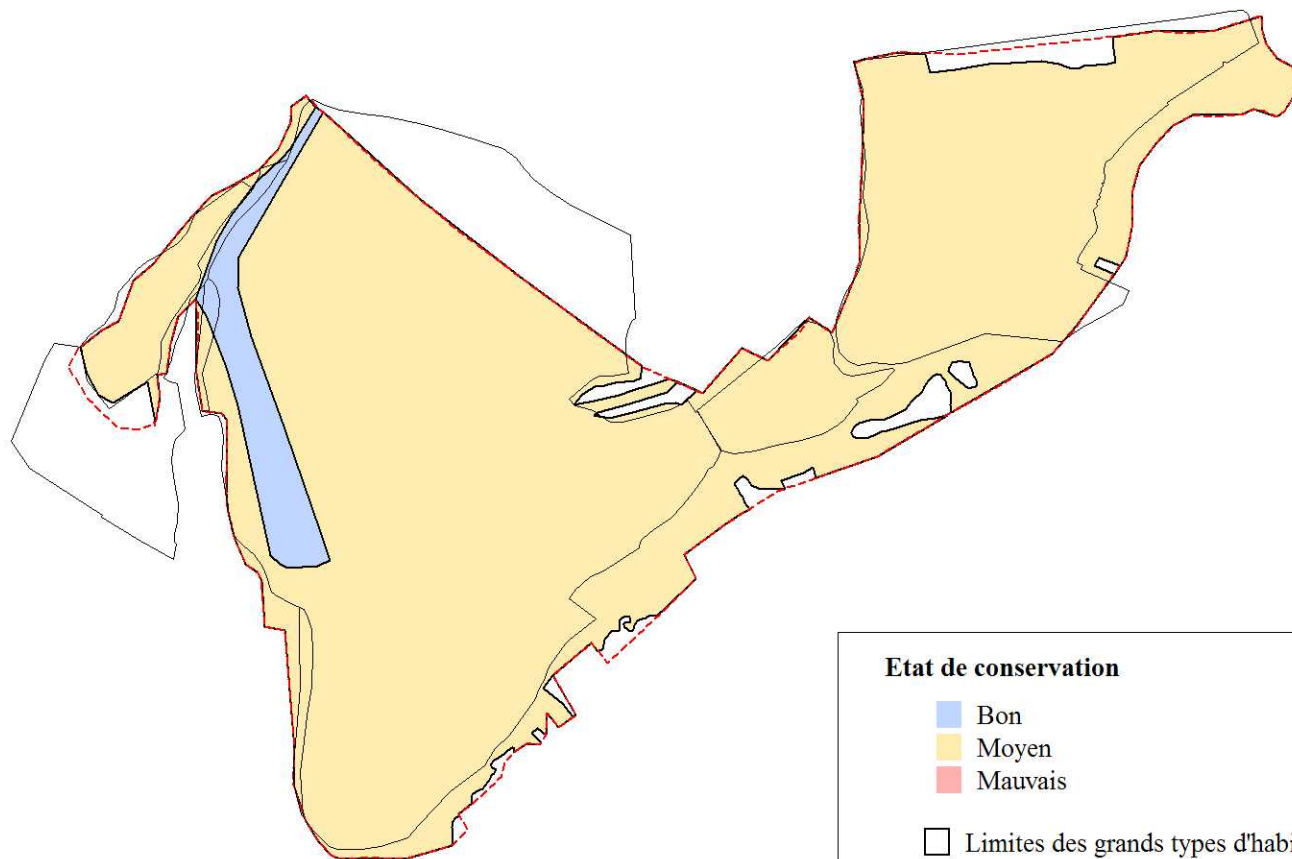 Etat de conservation
Bon
Moyen
Mauvais
Limites des grands types d'habi